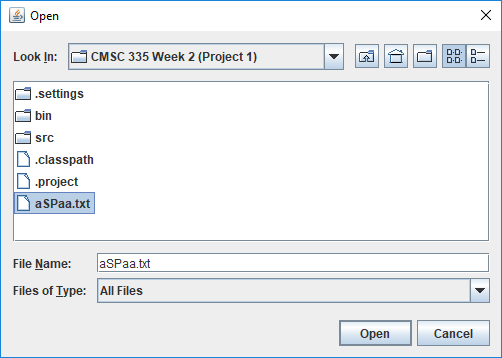 Open
Look In: CMSC 335 Week 2 (Project 1)
.settings
bin
src
.classpath
.project
aSPaa.txt
File Name: aSPaa.txt
Files of Type: All Files
Open Cancel